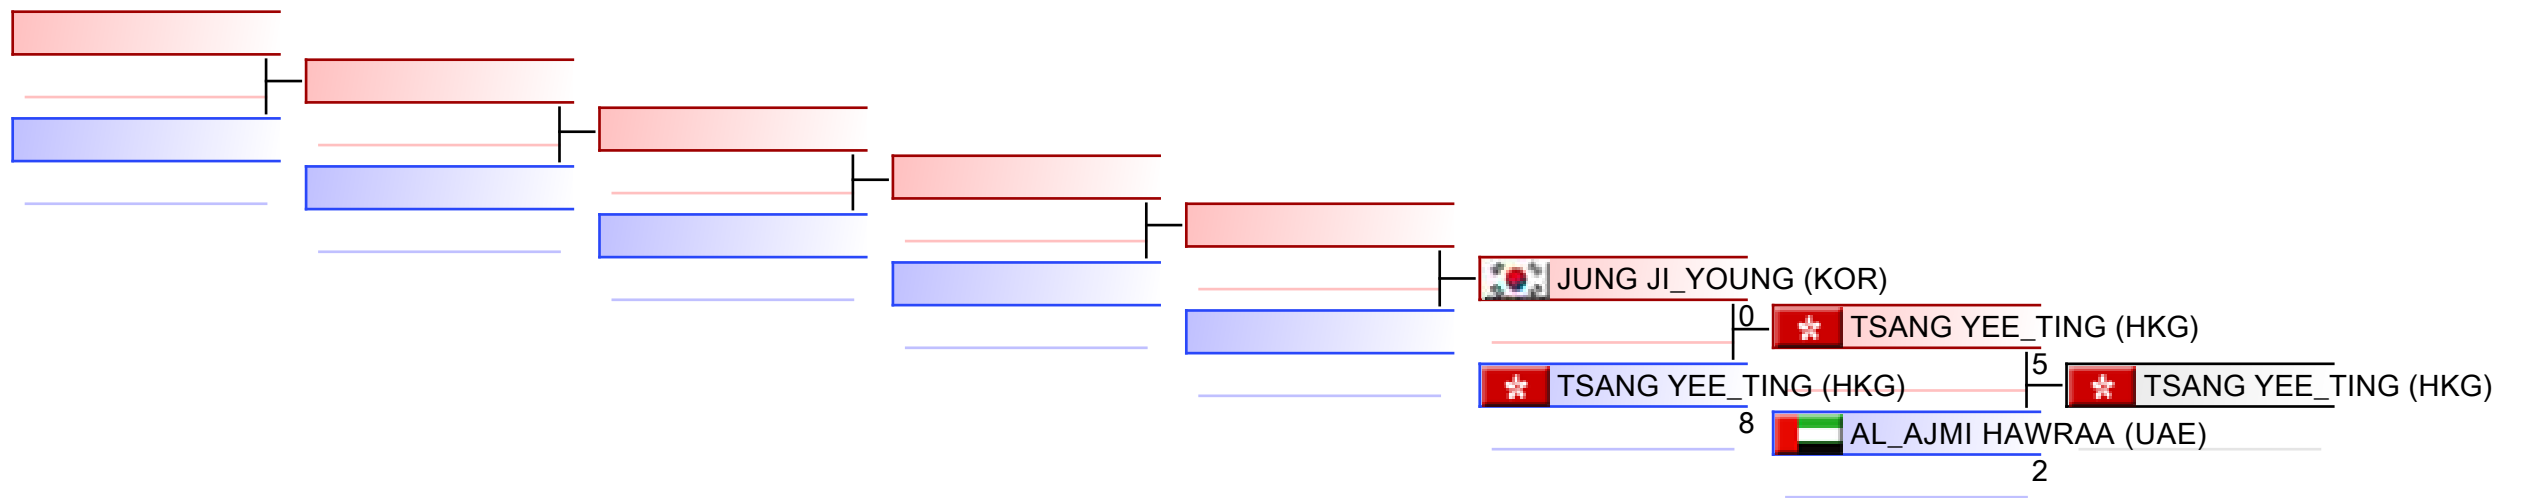 JUNG JI_YOUNG (KOR)
0
TSANG YEE_TING (HKG)
8
TSANG YEE_TING (HKG)
5
AL_AJMI HAWRAA (UAE)
2
TSANG YEE_TING (HKG)